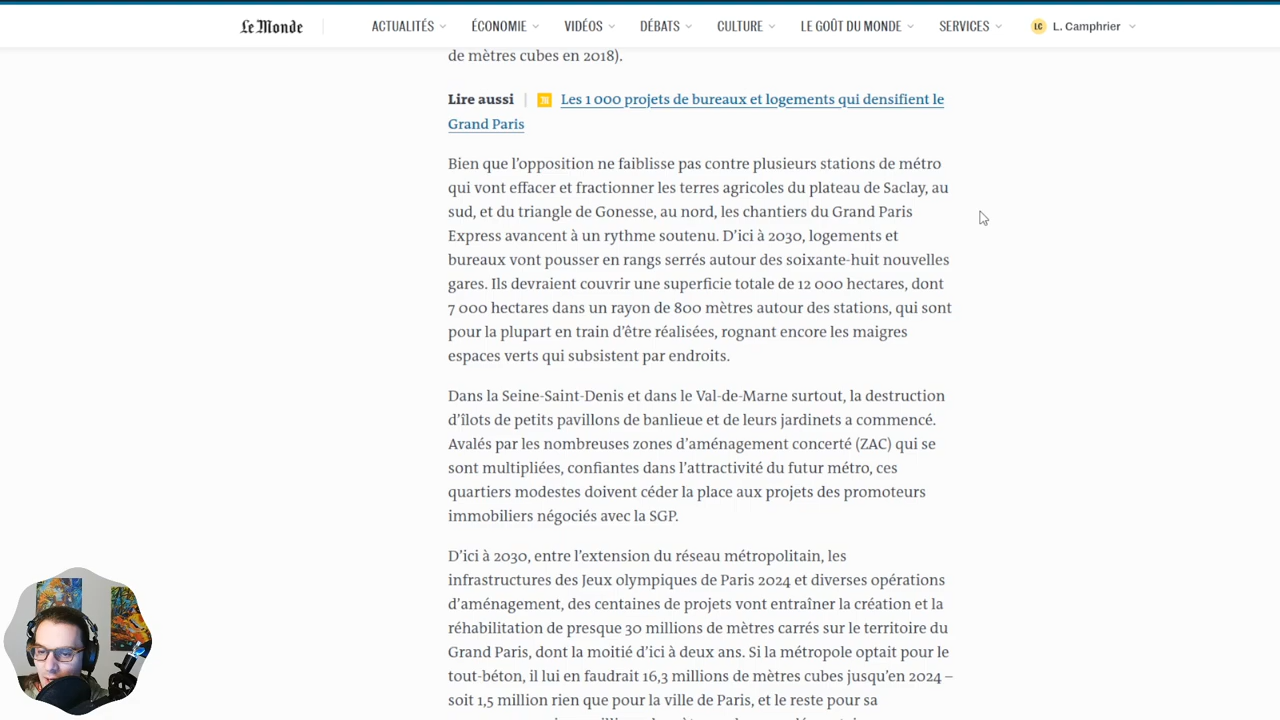 Le Monde
ACTUALITÉS
ÉCONOMIE
VIDÉOS
DÉBATS
CULTURE
LE GOÛT DU MONDE
SERVICES
LC
L. Camphrier
de mètres cubes en 2018).
Lire aussi | Les 1 000 projets de bureaux et logements qui densifient le
Grand Paris
Bien que l’opposition ne faiblisse pas contre plusieurs stations de métro
qui vont effacer et fractionner les terres agricoles du plateau de Saclay, au
sud, et du triangle de Gonesse, au nord, les chantiers du Grand Paris
Express avancent à un rythme soutenu. D’ici à 2030, logements et
bureaux vont pousser en rangs serrés autour des soixante-huit nouvelles
gares. Ils devraient couvrir une superficie totale de 12 000 hectares, dont
7 000 hectares dans un rayon de 800 mètres autour des stations, qui sont
pour la plupart en train d’être réalisées, rognant encore les maigres
espaces verts qui subsistent par endroits.
Dans la Seine-Saint-Denis et dans le Val-de-Marne surtout, la destruction
d’îlots de petits pavillons de banlieue et de leurs jardinets a commencé.
Avalés par les nombreuses zones d’aménagement concerté (ZAC) qui se
sont multipliées, confiantes dans l’attractivité du futur métro, ces
quartiers modestes doivent céder la place aux projets des promoteurs
immobiliers négociés avec la SGP.
D’ici à 2030, entre l’extension du réseau métropolitain, les
infrastructures des Jeux olympiques de Paris 2024 et diverses opérations
d’aménagement, des centaines de projets vont entraîner la création et la
réhabilitation de presque 30 millions de mètres carrés sur le territoire du
Grand Paris, dont la moitié d’ici à deux ans. Si la métropole optait pour le
tout-béton, il lui en faudrait 16,3 millions de mètres cubes jusqu’en 2024 –
soit 1,5 million rien que pour la ville de Paris, et le reste pour sa